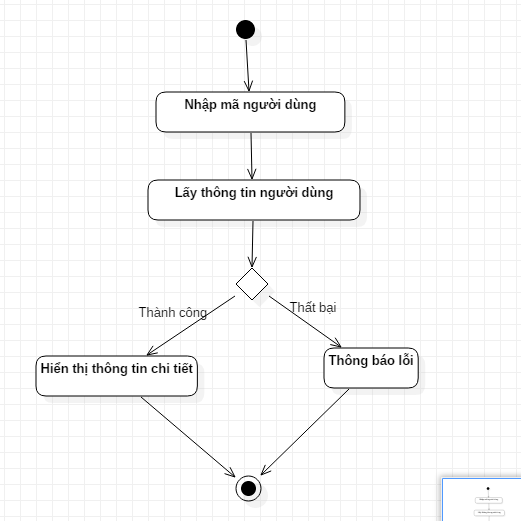 Nhập mã người dùng
Lấy thông tin người dùng
Thành công
Thất bại
Hiển thị thông tin chi tiết
Thông báo lỗi